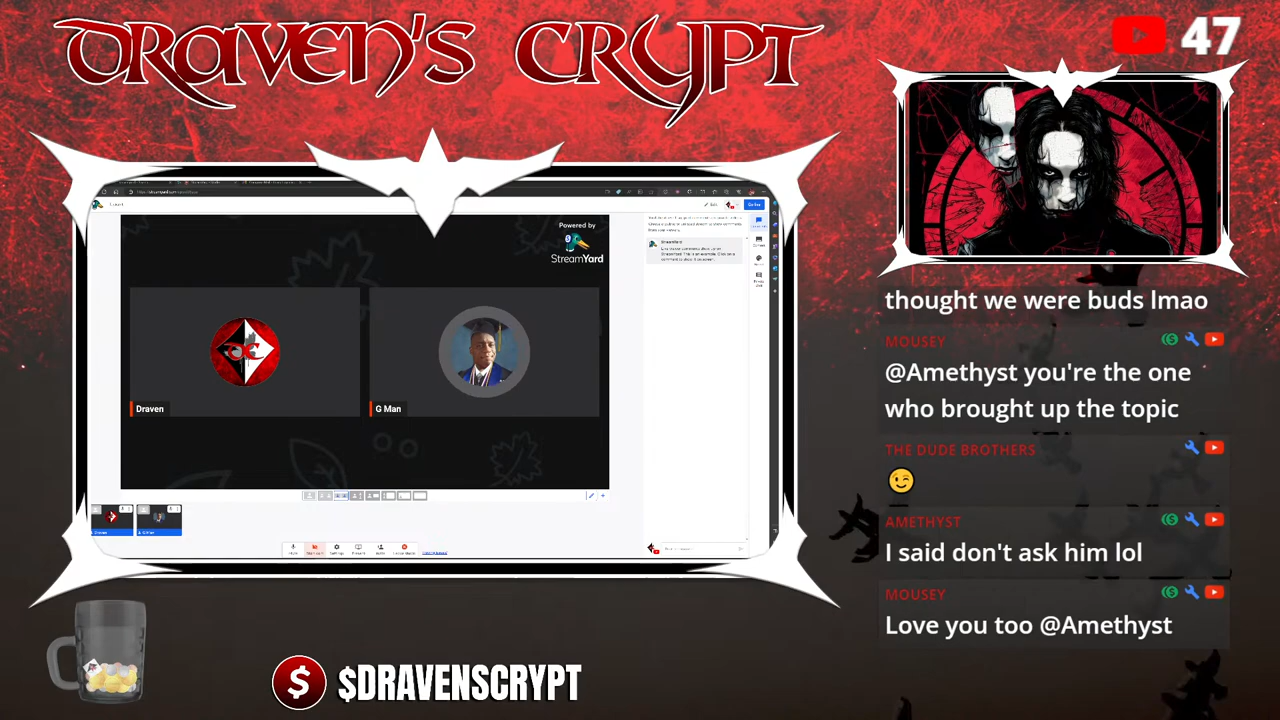 DRAVEN'S CRYPT
47
Powered by
StreamYard
Draven
G Man
thought we were buds lmao
MOUSEY
@Amethyst you're the one
who brought up the topic
THE DUDE BROTHERS
AMETHYST
I said don't ask him lol
MOUSEY
Love you too @Amethyst
$
$DRAVENSCRYPT